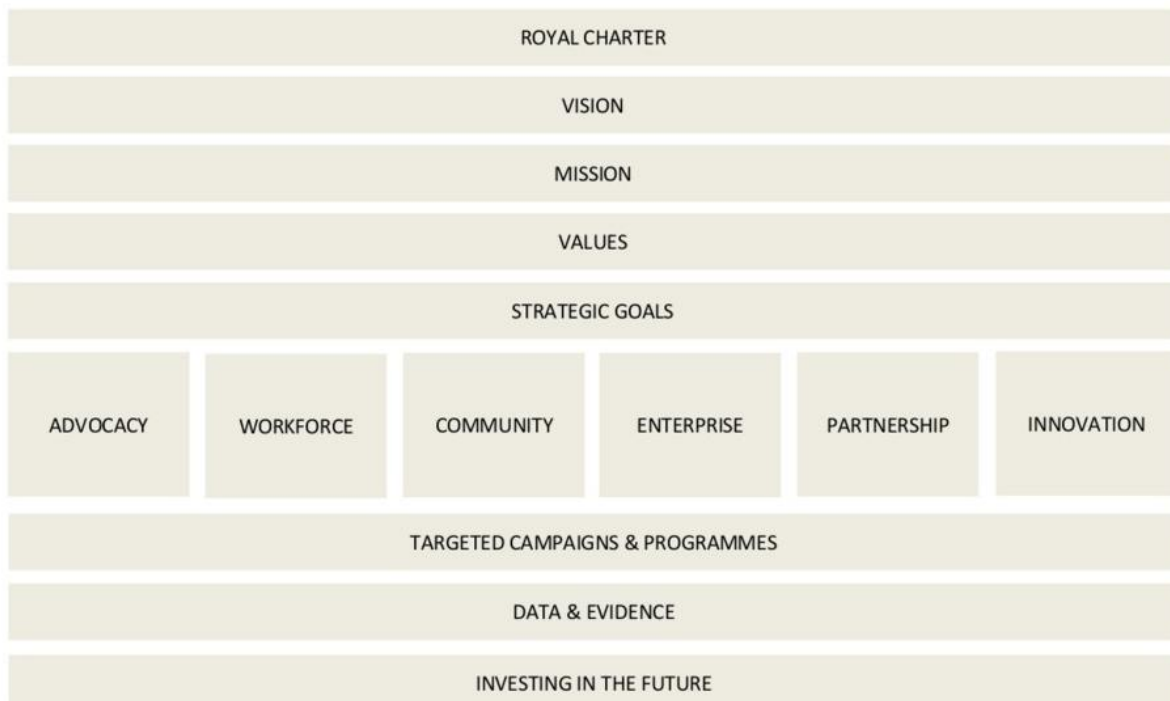 ROYAL CHARTER
VISION
MISSION
VALUES
STRATEGIC GOALS
ADVOCACY
WORKFORCE
COMMUNITY
ENTERPRISE
PARTNERSHIP
INNOVATION
TARGETED CAMPAIGNS & PROGRAMMES
DATA & EVIDENCE
INVESTING IN THE FUTURE